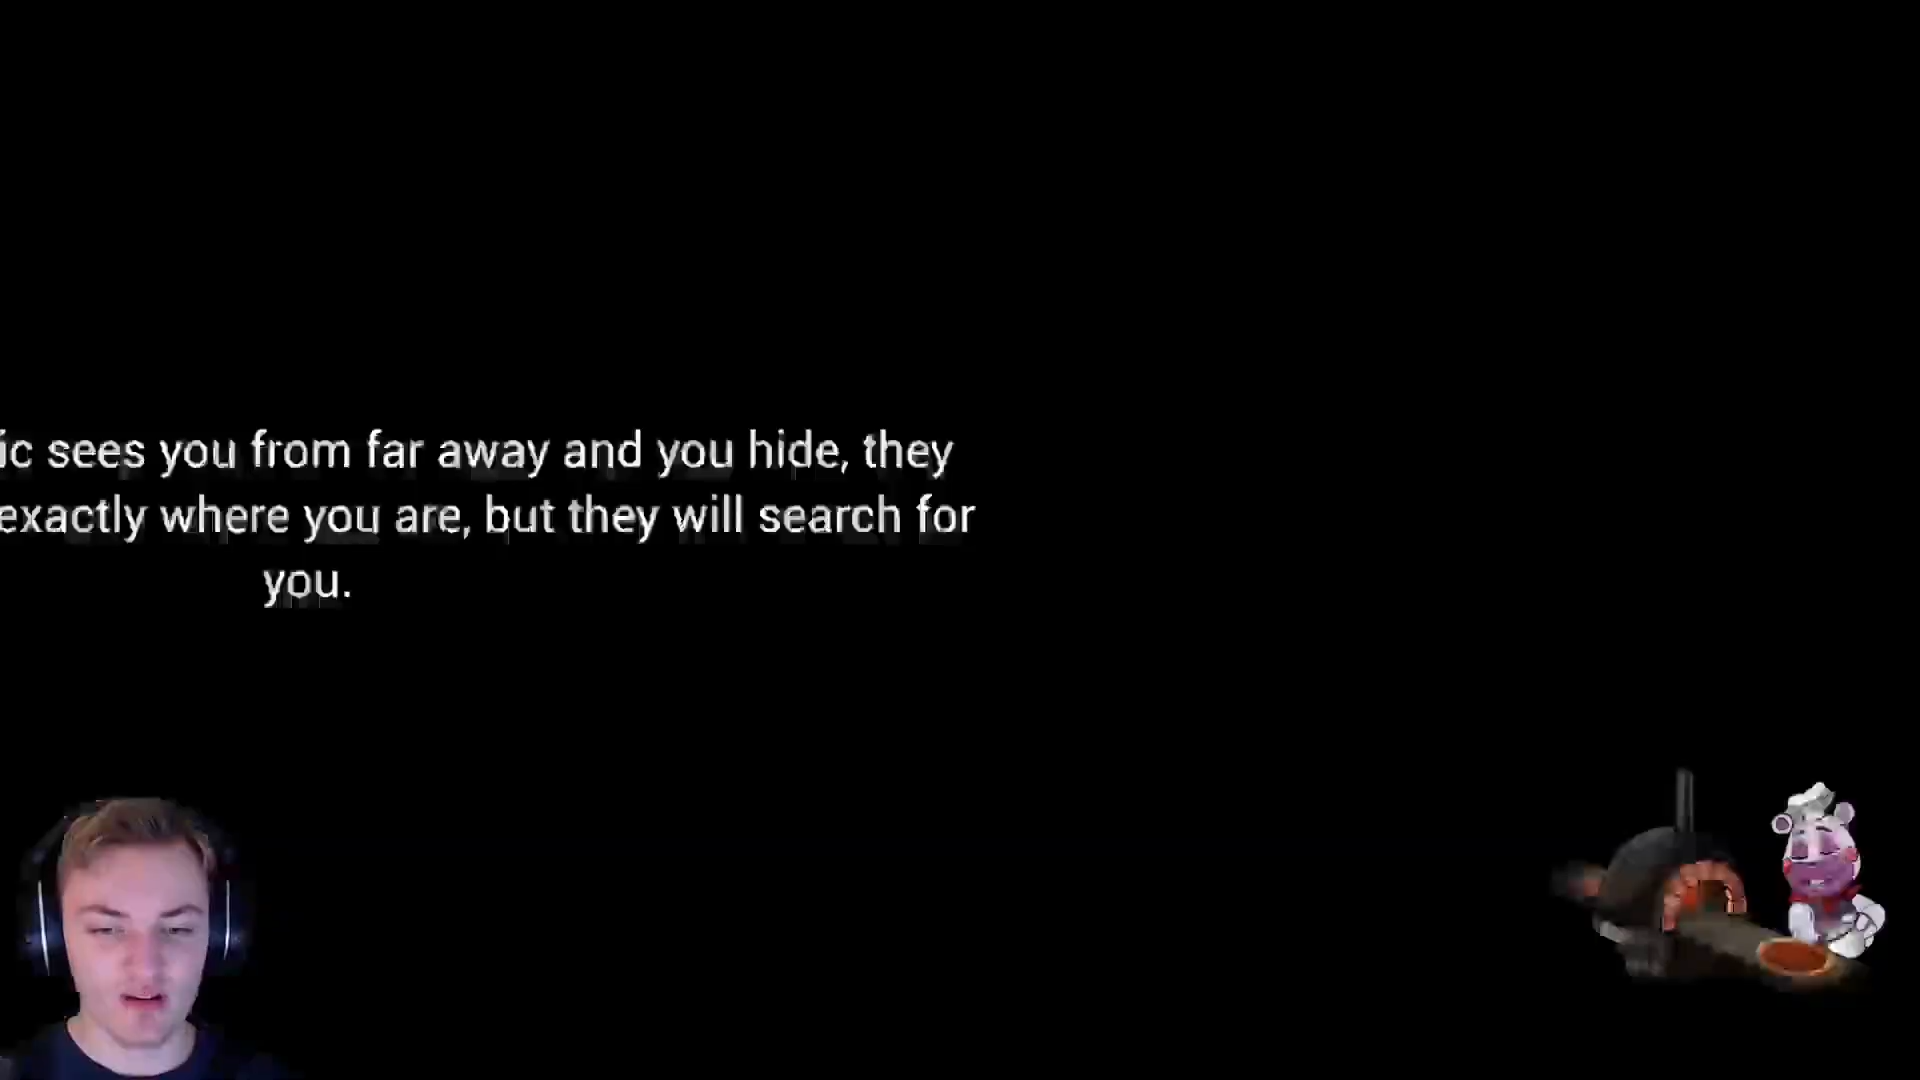 ic sees you from far away and you hide, they
exactly where you are, but they will search for
you.